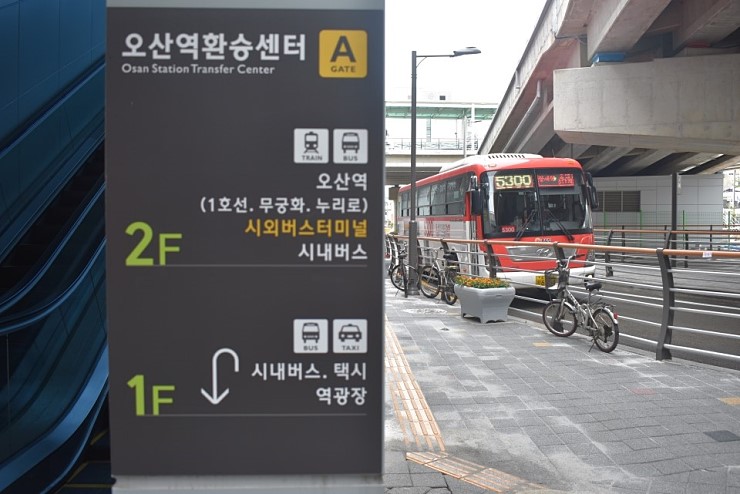 오산역환승센터
Osan Station Transfer Center
A
GATE
TRAIN
BUS
오산역
(1호선. 무궁화. 누리로)
시외버스터미널
시내버스
2F
BUS
TAXI
시내버스. 택시
역광장
1F
5300
5300